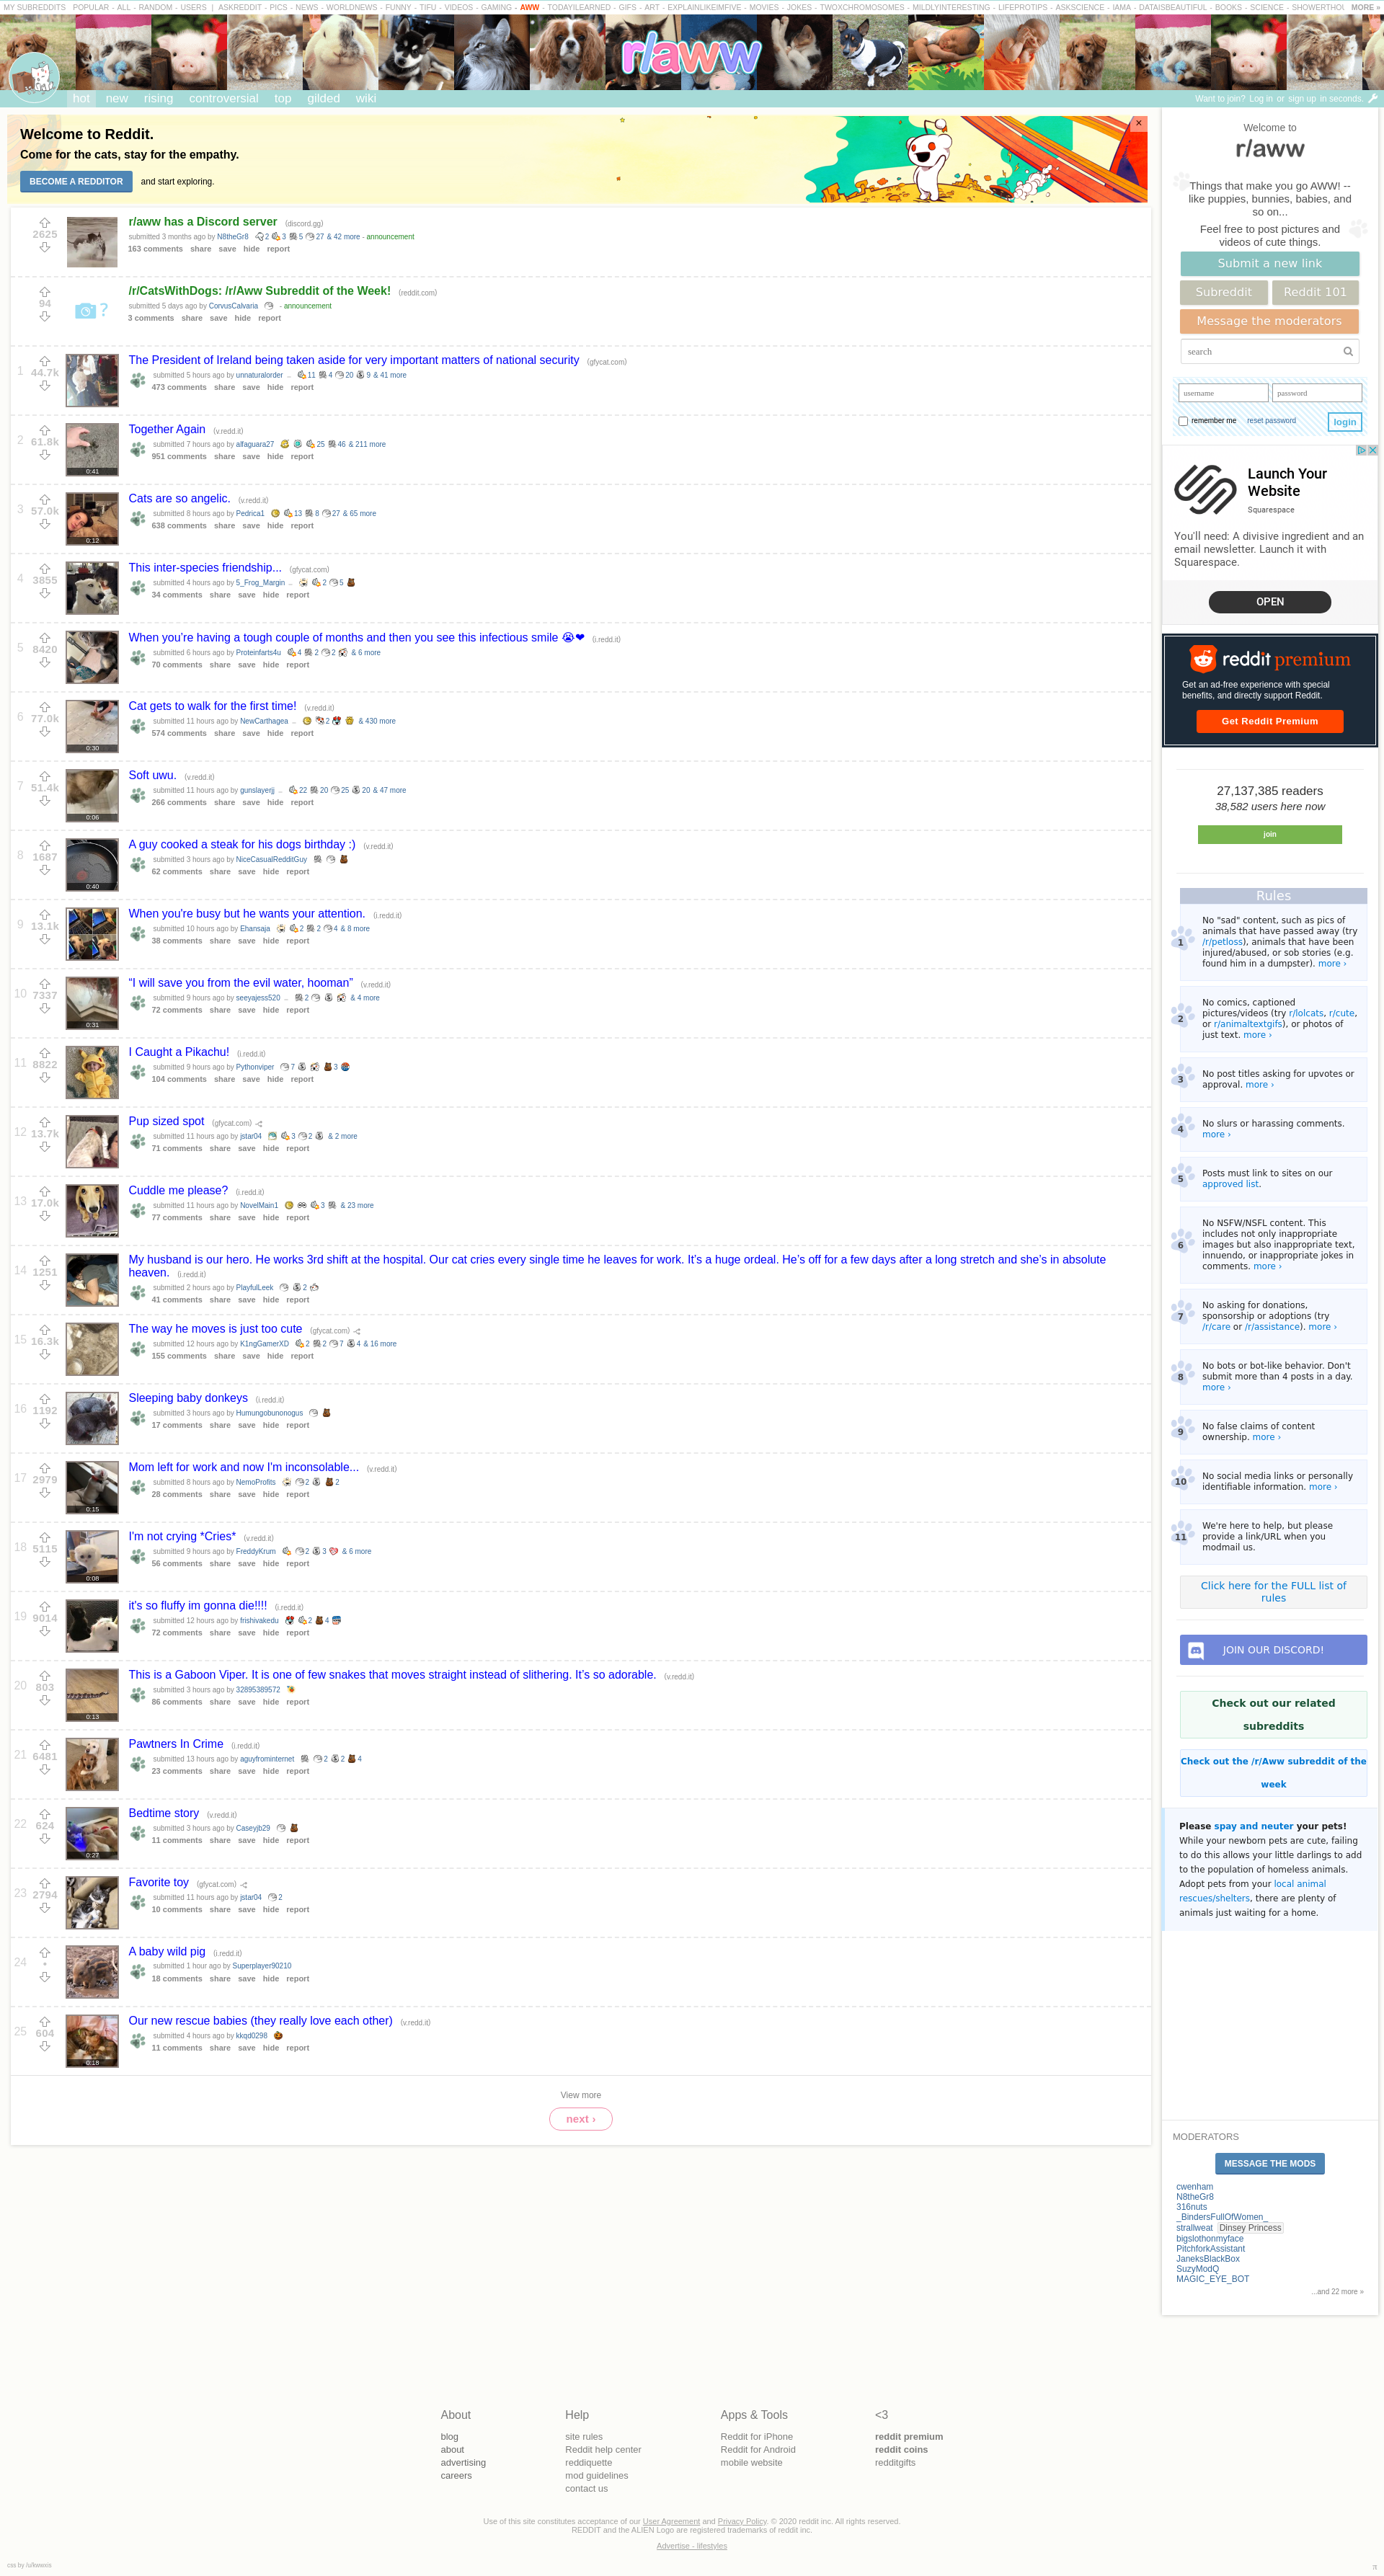 MY SUBREDDITS POPULAR - ALL - RANDOM - USERS | ASKREDDIT - PICS - NEWS - WORLDNEWS - FUNNY - TIFU - VIDEOS - GAMING - AWW - TODAYILEARNED - GIFS - ART - EXPLAINLIKEIMFIVE - MOVIES - JOKES - TWOXCHROMOSOMES - MILDLYINTERESTING - LIFEPROTIPS - ASKSCIENCE - IAMA - DATAISBEAUTIFUL - BOOKS - SCIENCE - SHOWERTHOU MORE »
r/aww
hot new rising controversial top gilded wiki
Want to join? Log in or sign up in seconds.
Welcome to Reddit.
Come for the cats, stay for the empathy.
BECOME A REDDITOR and start exploring.
×
2625
r/aww has a Discord server (discord.gg)
submitted 3 months ago by N8theGr8 2 3 5 27 & 42 more - announcement
163 comments share save hide report
94
/r/CatsWithDogs: /r/Aww Subreddit of the Week! (reddit.com)
submitted 5 days ago by CorvusCalvaria - announcement
3 comments share save hide report
1
44.7k
The President of Ireland being taken aside for very important matters of national security (gfycat.com)
submitted 5 hours ago by unnaturalorder 11 4 20 9 & 41 more
473 comments share save hide report
2
61.8k
0:41
Together Again (v.redd.it)
submitted 7 hours ago by alfaguara27 25 46 & 211 more
951 comments share save hide report
3
57.0k
0:12
Cats are so angelic. (v.redd.it)
submitted 8 hours ago by Pedrica1 13 8 27 & 65 more
638 comments share save hide report
4
3855
This inter-species friendship... (gfycat.com)
submitted 4 hours ago by 5_Frog_Margin 2 5
34 comments share save hide report
5
8420
When you're having a tough couple of months and then you see this infectious smile 😭❤ (i.redd.it)
submitted 6 hours ago by Proteinfarts4u 4 2 2 & 6 more
70 comments share save hide report
6
77.0k
0:30
Cat gets to walk for the first time! (v.redd.it)
submitted 11 hours ago by NewCarthagea 2 & 430 more
574 comments share save hide report
7
51.4k
0:06
Soft uwu. (v.redd.it)
submitted 11 hours ago by gunslayerjj 22 20 25 20 & 47 more
266 comments share save hide report
8
1687
0:40
A guy cooked a steak for his dogs birthday :) (v.redd.it)
submitted 3 hours ago by NiceCasualRedditGuy
62 comments share save hide report
9
13.1k
When you're busy but he wants your attention. (i.redd.it)
submitted 10 hours ago by Ehansaja 2 2 4 & 8 more
38 comments share save hide report
10
7337
0:31
“I will save you from the evil water, hooman” (v.redd.it)
submitted 9 hours ago by seeyajess520 2 & 4 more
72 comments share save hide report
11
8822
I Caught a Pikachu! (i.redd.it)
submitted 9 hours ago by Pythonviper 7 3
104 comments share save hide report
12
13.7k
Pup sized spot (gfycat.com)
submitted 11 hours ago by jstar04 3 2 & 2 more
71 comments share save hide report
13
17.0k
Cuddle me please? (i.redd.it)
submitted 11 hours ago by NovelMain1 3 & 23 more
77 comments share save hide report
14
1251
My husband is our hero. He works 3rd shift at the hospital. Our cat cries every single time he leaves for work. It's a huge ordeal. He's off for a few days after a long stretch and she's in absolute
heaven. (i.redd.it)
submitted 2 hours ago by PlayfulLeek 2
41 comments share save hide report
15
16.3k
The way he moves is just too cute (gfycat.com)
submitted 12 hours ago by K1ngGamerXD 2 2 7 4 & 16 more
155 comments share save hide report
16
1192
Sleeping baby donkeys (i.redd.it)
submitted 3 hours ago by Humungobunonogus
17 comments share save hide report
17
2979
0:15
Mom left for work and now I'm inconsolable... (v.redd.it)
submitted 8 hours ago by NemoProfits 2 2
28 comments share save hide report
18
5115
0:08
I'm not crying *Cries* (v.redd.it)
submitted 9 hours ago by FreddyKrum 2 3 & 6 more
56 comments share save hide report
19
9014
it's so fluffy im gonna die!!!! (i.redd.it)
submitted 12 hours ago by frishivakedu 2 4
72 comments share save hide report
20
803
0:13
This is a Gaboon Viper. It is one of few snakes that moves straight instead of slithering. It's so adorable. (v.redd.it)
submitted 3 hours ago by 32895389572
86 comments share save hide report
21
6481
Pawtners In Crime (i.redd.it)
submitted 13 hours ago by aguyfrominternet 2 2 4
23 comments share save hide report
22
624
0:27
Bedtime story (v.redd.it)
submitted 3 hours ago by Caseyjb29
11 comments share save hide report
23
2794
Favorite toy (gfycat.com)
submitted 11 hours ago by jstar04 2
10 comments share save hide report
24
•
A baby wild pig (i.redd.it)
submitted 1 hour ago by Superplayer90210
18 comments share save hide report
25
604
0:18
Our new rescue babies (they really love each other) (v.redd.it)
submitted 4 hours ago by kkqd0298
11 comments share save hide report
View more
next ›
Welcome to
r/aww
Things that make you go AWW! --
like puppies, bunnies, babies, and
so on...
Feel free to post pictures and
videos of cute things.
Submit a new link
Subreddit Reddit 101
Message the moderators
search
username password
remember me reset password login
Launch Your
Website
Squarespace
You'll need: A divisive ingredient and an
email newsletter. Launch it with
Squarespace.
OPEN
reddit premium
Get an ad-free experience with special
benefits, and directly support Reddit.
Get Reddit Premium
27,137,385 readers
38,582 users here now
join
Rules
1
No "sad" content, such as pics of
animals that have passed away (try
/r/petloss), animals that have been
injured/abused, or sob stories (e.g.
found him in a dumpster). more ›
2
No comics, captioned
pictures/videos (try r/lolcats, r/cute,
or r/animaltextgifs), or photos of
just text. more ›
3
No post titles asking for upvotes or
approval. more ›
4
No slurs or harassing comments.
more ›
5
Posts must link to sites on our
approved list.
6
No NSFW/NSFL content. This
includes not only inappropriate
images but also inappropriate text,
innuendo, or inappropriate jokes in
comments. more ›
7
No asking for donations,
sponsorship or adoptions (try
/r/care or /r/assistance). more ›
8
No bots or bot-like behavior. Don't
submit more than 4 posts in a day.
more ›
9
No false claims of content
ownership. more ›
10
No social media links or personally
identifiable information. more ›
11
We're here to help, but please
provide a link/URL when you
modmail us.
Click here for the FULL list of
rules
JOIN OUR DISCORD!
Check out our related
subreddits
Check out the /r/Aww subreddit of the
week
Please spay and neuter your pets!
While your newborn pets are cute, failing
to do this allows your little darlings to add
to the population of homeless animals.
Adopt pets from your local animal
rescues/shelters, there are plenty of
animals just waiting for a home.
MODERATORS
MESSAGE THE MODS
cwenham
N8theGr8
316nuts
_BindersFullOfWomen_
strallweat Dinsey Princess
bigslothonmyface
PitchforkAssistant
JaneksBlackBox
SuzyModQ
MAGIC_EYE_BOT
...and 22 more »
About
blog
about
advertising
careers
Help
site rules
Reddit help center
reddiquette
mod guidelines
contact us
Apps & Tools
Reddit for iPhone
Reddit for Android
mobile website
<3
reddit premium
reddit coins
redditgifts
Use of this site constitutes acceptance of our User Agreement and Privacy Policy. © 2020 reddit inc. All rights reserved.
REDDIT and the ALIEN Logo are registered trademarks of reddit inc.
Advertise - lifestyles
π